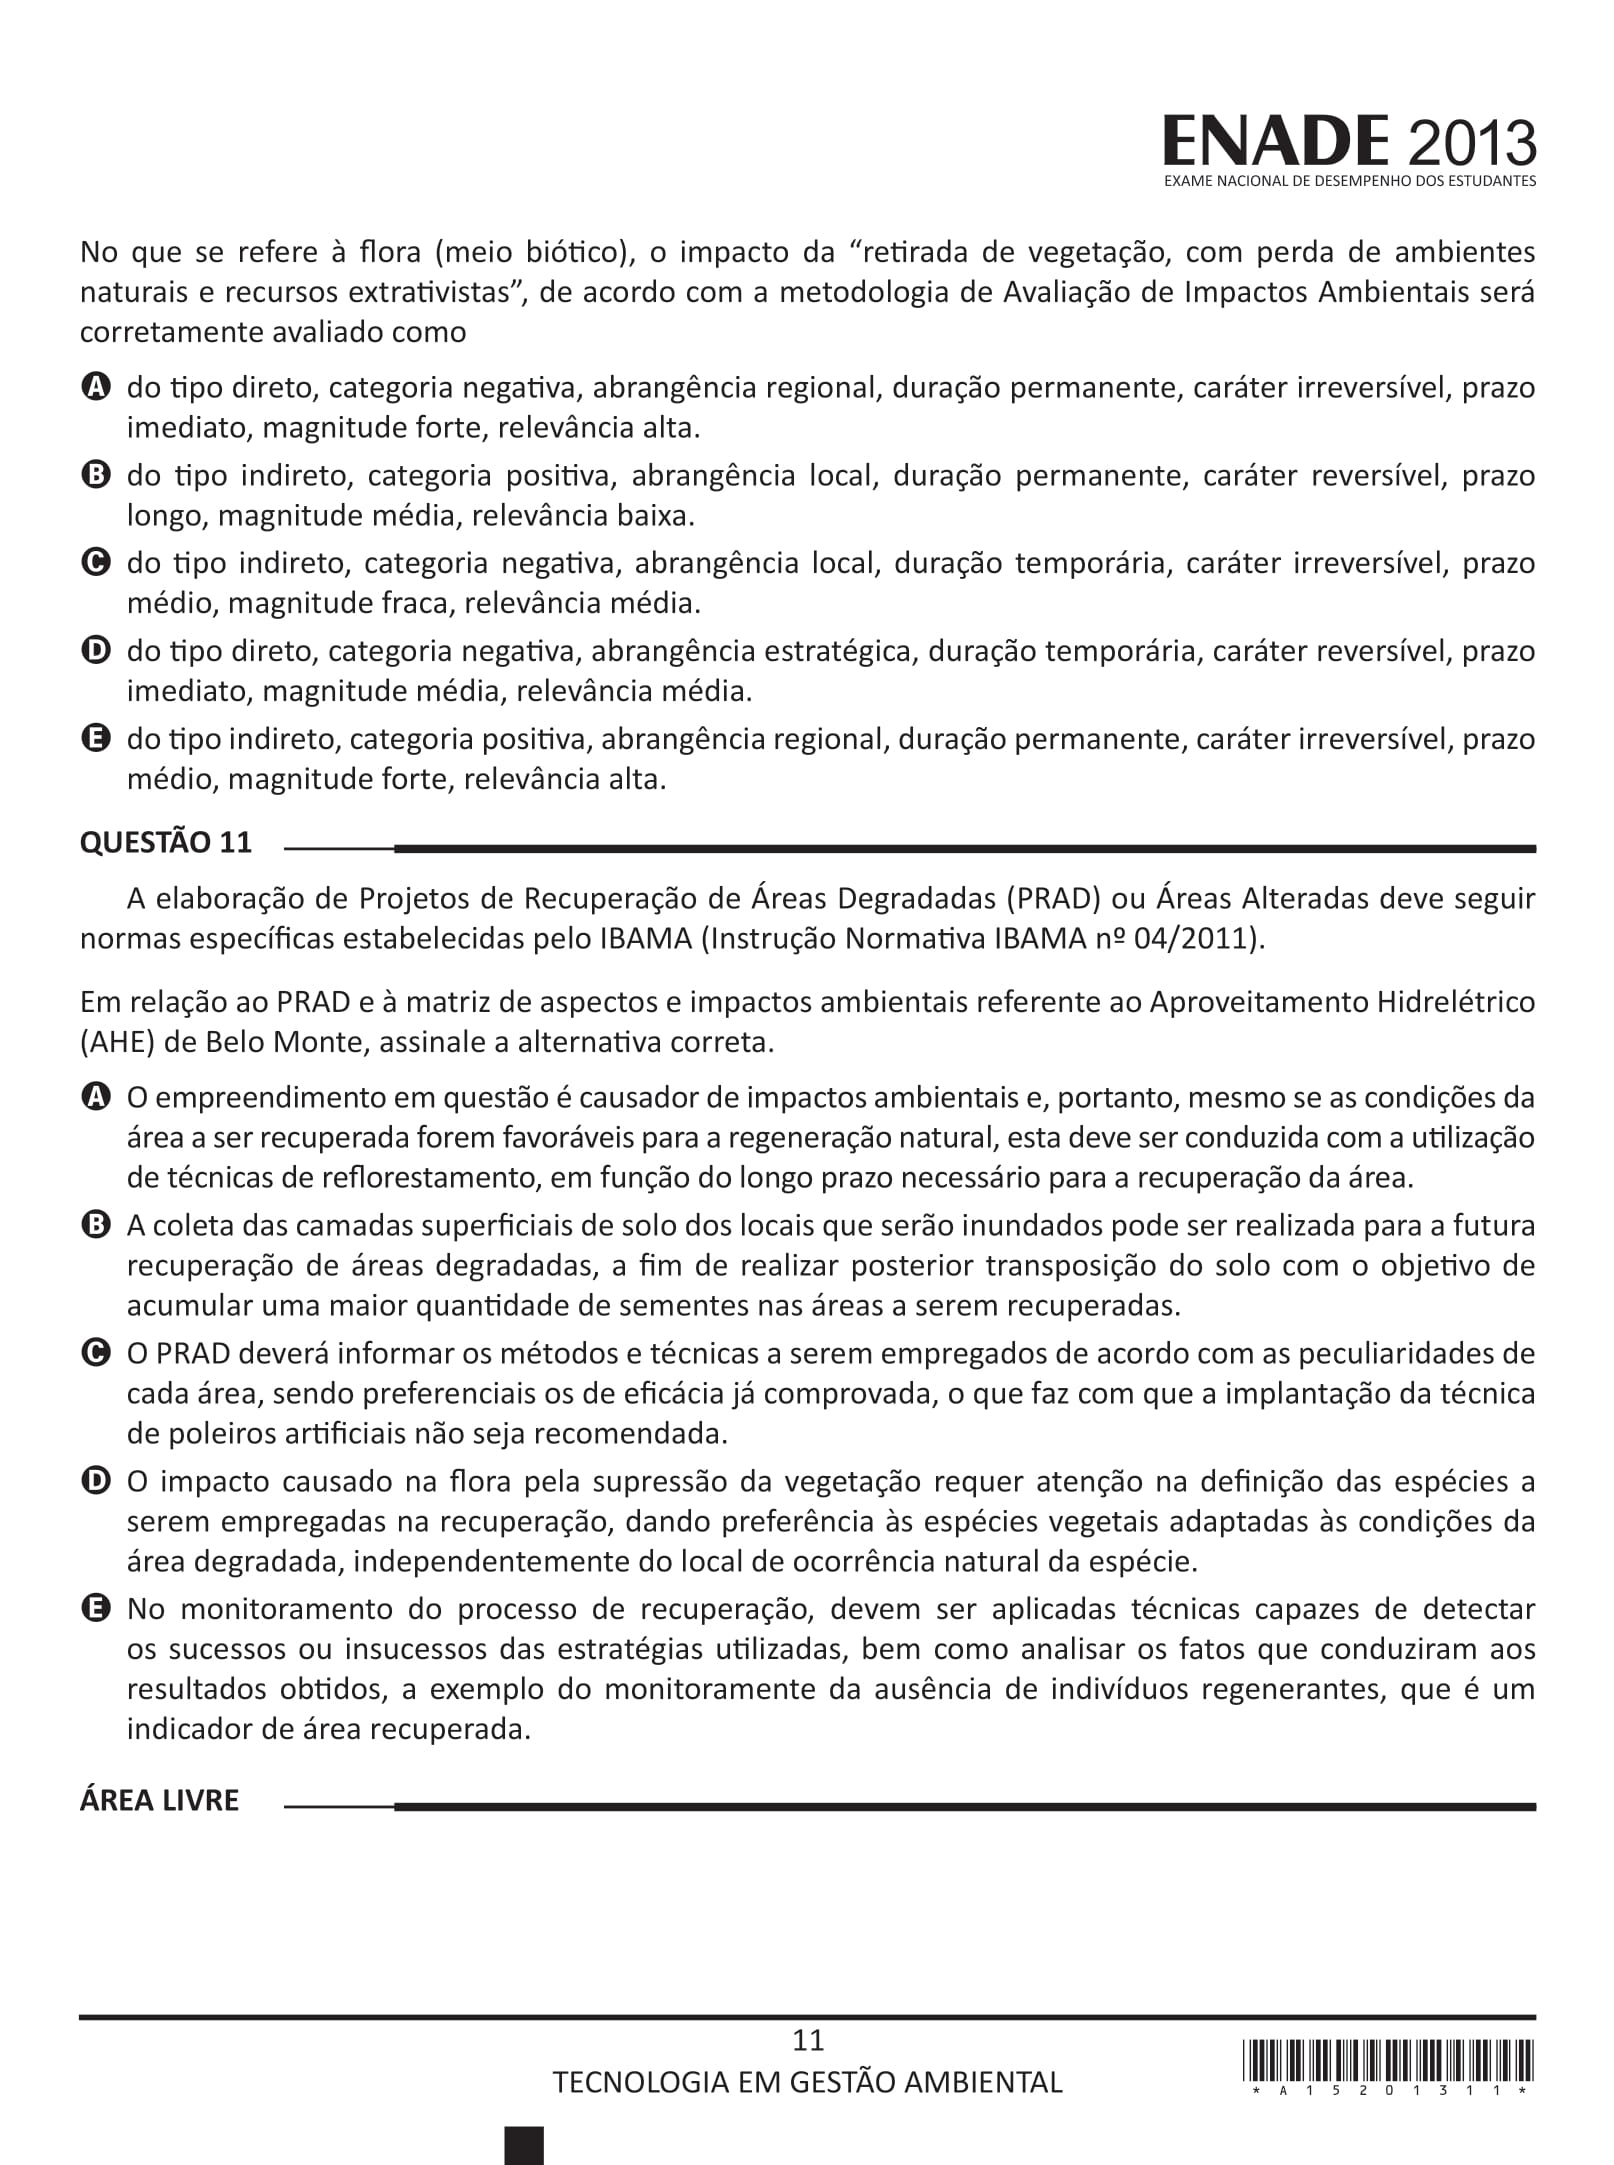 ENADE 2013
EXAME NACIONAL DE DESEMPENHO DOS ESTUDANTES
No que se refere à flora (meio biótico), o impacto da “retirada de vegetação, com perda de ambientes
naturais e recursos extrativistas”, de acordo com a metodologia de Avaliação de Impactos Ambientais será
corretamente avaliado como
A do tipo direto, categoria negativa, abrangência regional, duração permanente, caráter irreversível, prazo
imediato, magnitude forte, relevância alta.
B do tipo indireto, categoria positiva, abrangência local, duração permanente, caráter reversível, prazo
longo, magnitude média, relevância baixa.
C do tipo indireto, categoria negativa, abrangência local, duração temporária, caráter irreversível, prazo
médio, magnitude fraca, relevância média.
D do tipo direto, categoria negativa, abrangência estratégica, duração temporária, caráter reversível, prazo
imediato, magnitude média, relevância média.
E do tipo indireto, categoria positiva, abrangência regional, duração permanente, caráter irreversível, prazo
médio, magnitude forte, relevância alta.
QUESTÃO 11
A elaboração de Projetos de Recuperação de Áreas Degradadas (PRAD) ou Áreas Alteradas deve seguir
normas específicas estabelecidas pelo IBAMA (Instrução Normativa IBAMA nº 04/2011).
Em relação ao PRAD e à matriz de aspectos e impactos ambientais referente ao Aproveitamento Hidrelétrico
(AHE) de Belo Monte, assinale a alternativa correta.
A O empreendimento em questão é causador de impactos ambientais e, portanto, mesmo se as condições da
área a ser recuperada forem favoráveis para a regeneração natural, esta deve ser conduzida com a utilização
de técnicas de reflorestamento, em função do longo prazo necessário para a recuperação da área.
B A coleta das camadas superficiais de solo dos locais que serão inundados pode ser realizada para a futura
recuperação de áreas degradadas, a fim de realizar posterior transposição do solo com o objetivo de
acumular uma maior quantidade de sementes nas áreas a serem recuperadas.
C O PRAD deverá informar os métodos e técnicas a serem empregados de acordo com as peculiaridades de
cada área, sendo preferenciais os de eficácia já comprovada, o que faz com que a implantação da técnica
de poleiros artificiais não seja recomendada.
D O impacto causado na flora pela supressão da vegetação requer atenção na definição das espécies a
serem empregadas na recuperação, dando preferência às espécies vegetais adaptadas às condições da
área degradada, independentemente do local de ocorrência natural da espécie.
E No monitoramento do processo de recuperação, devem ser aplicadas técnicas capazes de detectar
os sucessos ou insucessos das estratégias utilizadas, bem como analisar os fatos que conduziram aos
resultados obtidos, a exemplo do monitoramente da ausência de indivíduos regenerantes, que é um
indicador de área recuperada.
ÁREA LIVRE
11
TECNOLOGIA EM GESTÃO AMBIENTAL
* A 1 5 2 0 1 3 1 1 *